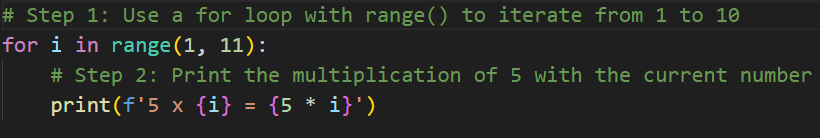 # Step 1: Use a for loop with range() to iterate from 1 to 10
for i in range(1, 11):
    # Step 2: Print the multiplication of 5 with the current number
    print(f'5 x {i} = {5 * i}')